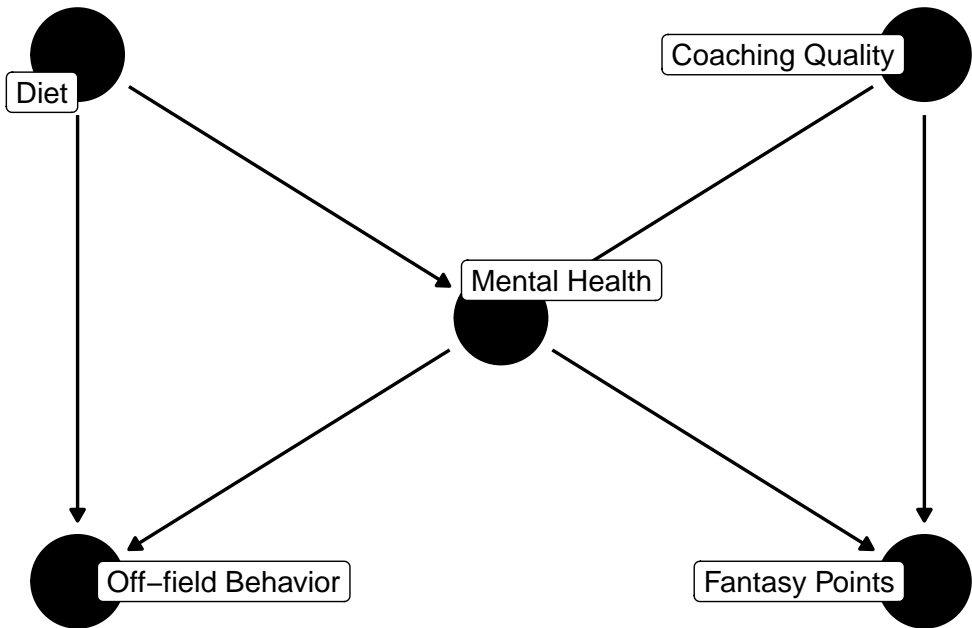 Coaching Quality
Diet
Mental Health
Off−field Behavior
Fantasy Points